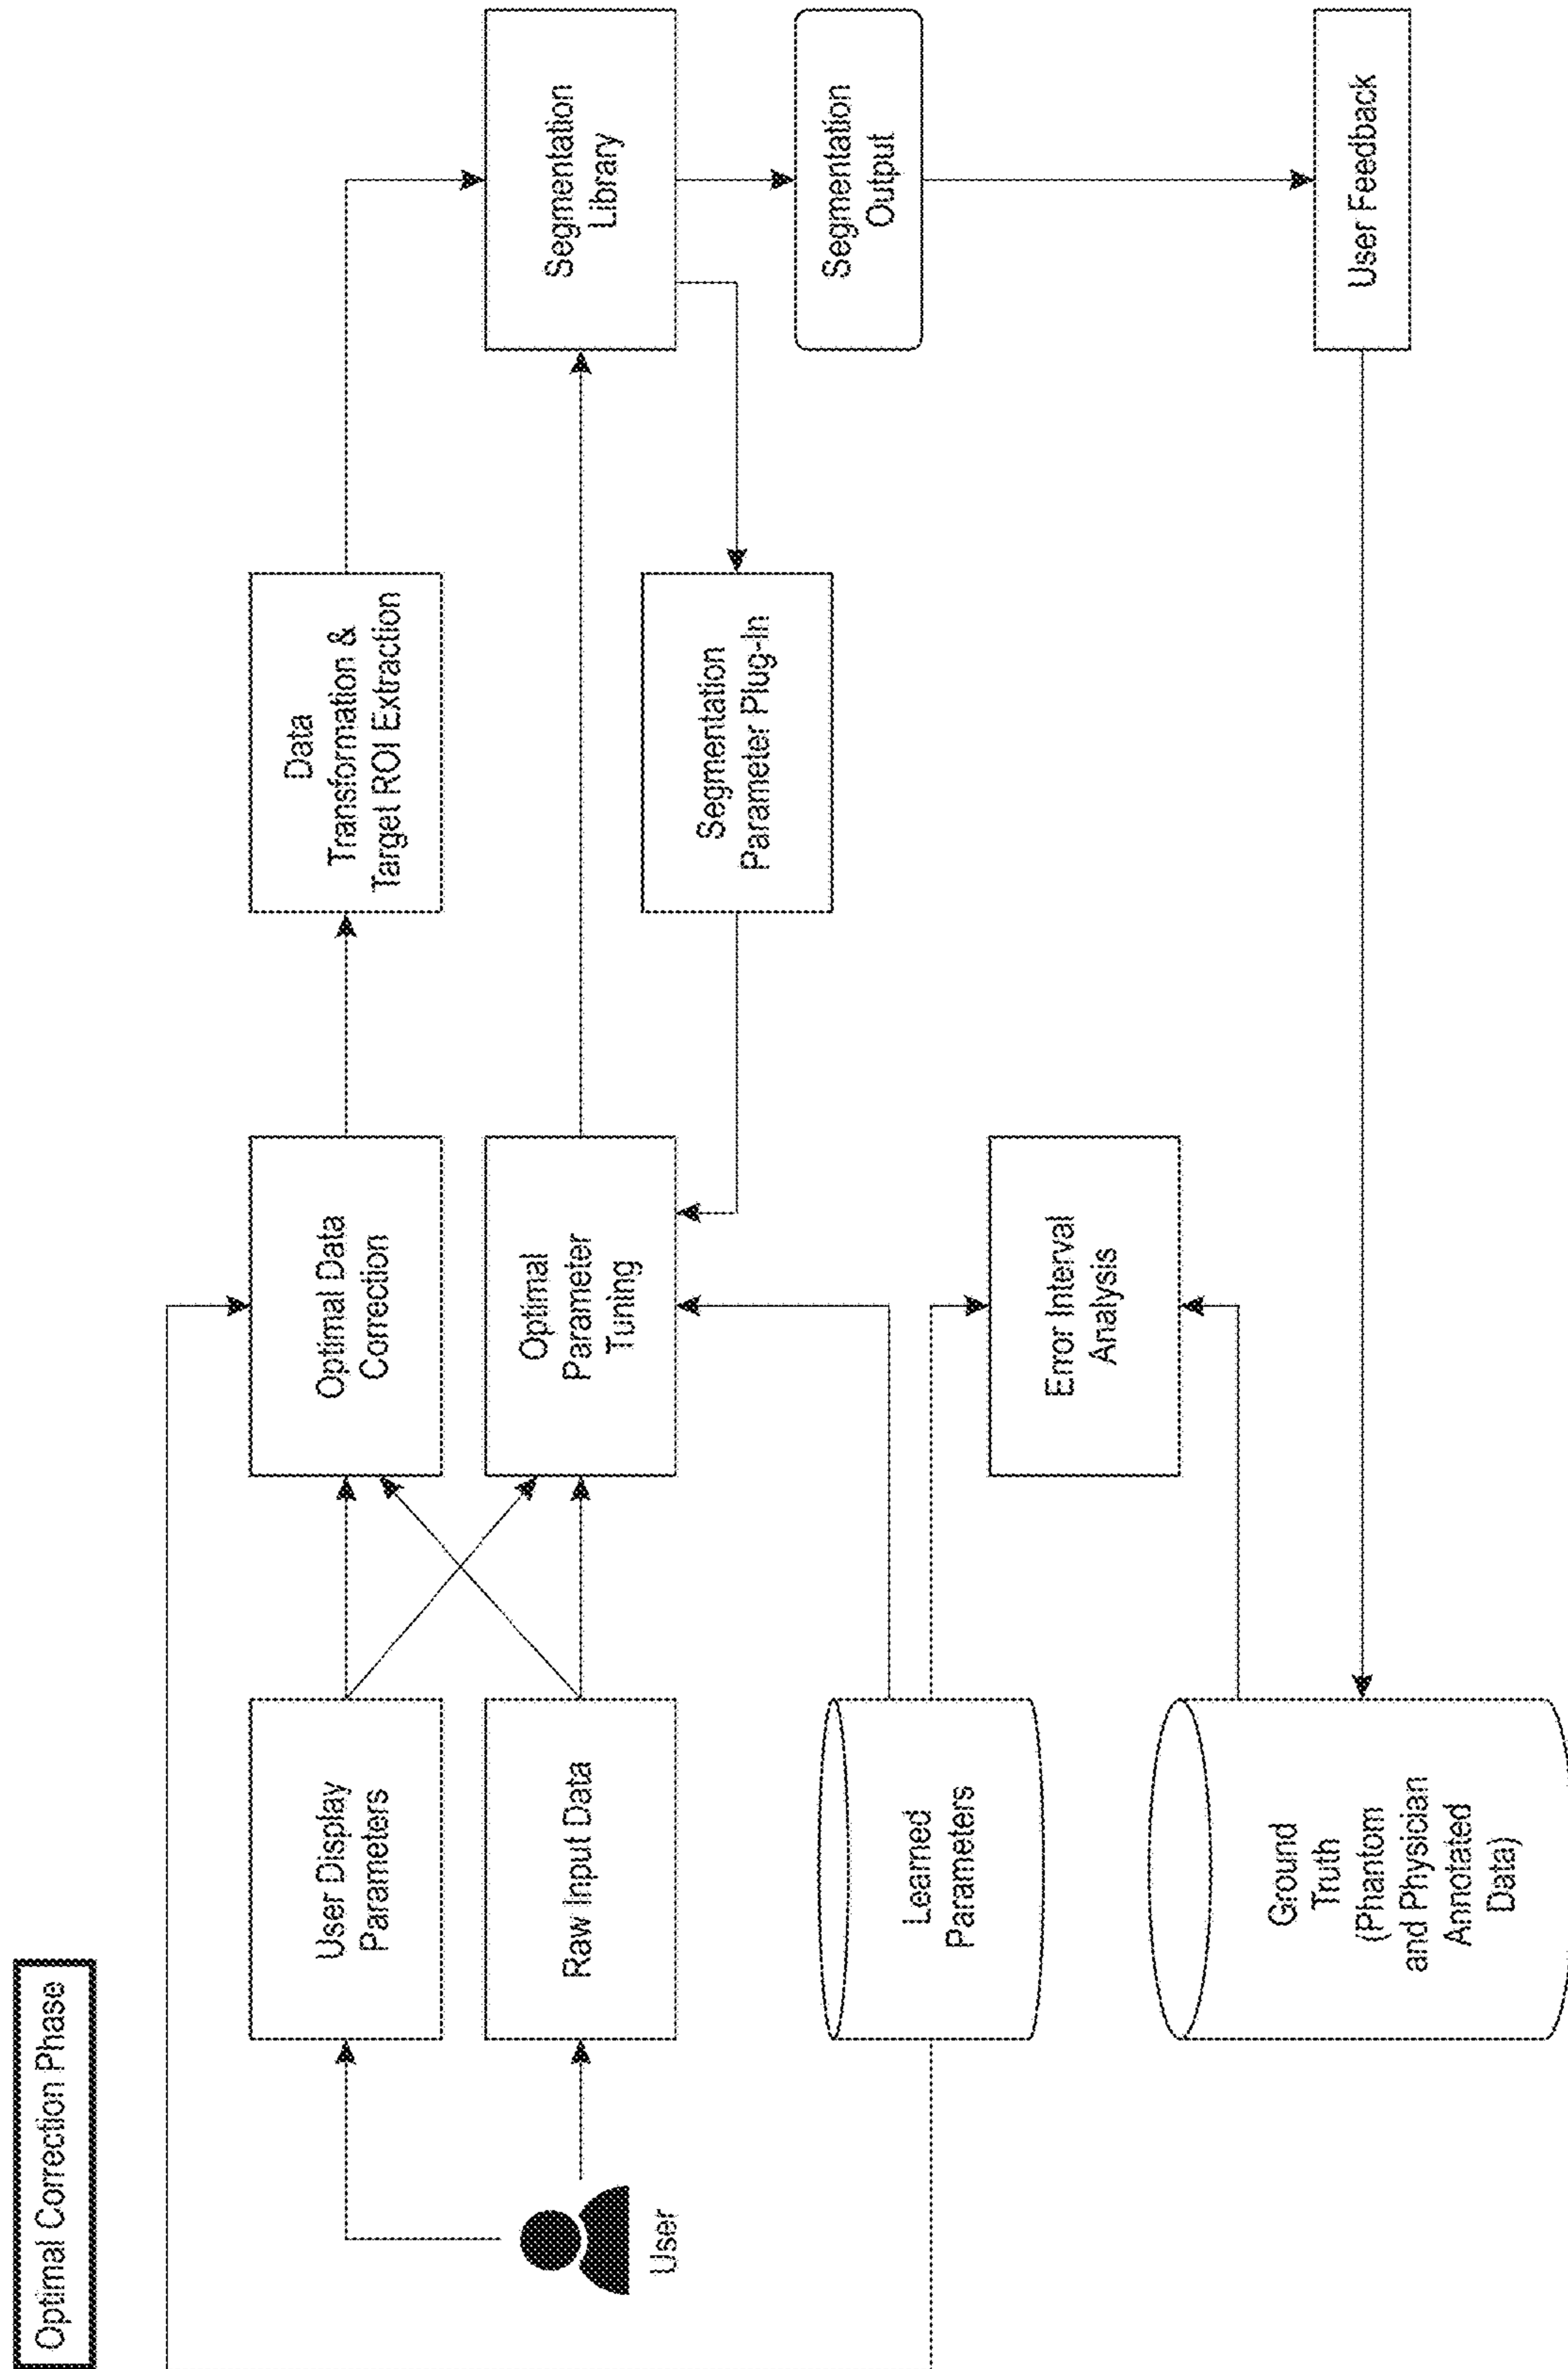 Optimal Correction Phase
User
User Display
Parameters
Raw Input Data
Learned
Parameters
Ground
Truth
(Phantom
and Physician
Annotated
Data)
Optimal Data
Correction
Optimal
Parameter
Tuning
Error Interval
Analysis
Data
Transformation &
Target ROI Extraction
Segmentation
Parameter Plug-In
Segmentation
Library
Segmentation
Output
User Feedback